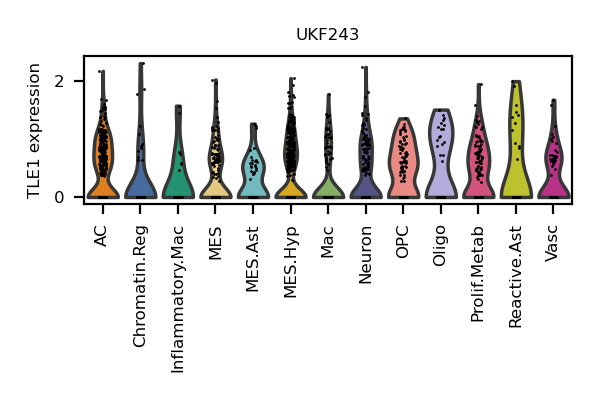 UKF243
TLE1 expression
2
0
AC
Chromatin.Reg
Inflammatory.Mac
MES
MES.Ast
MES.Hyp
Mac
Neuron
OPC
Oligo
Prolif.Metab
Reactive.Ast
Vasc